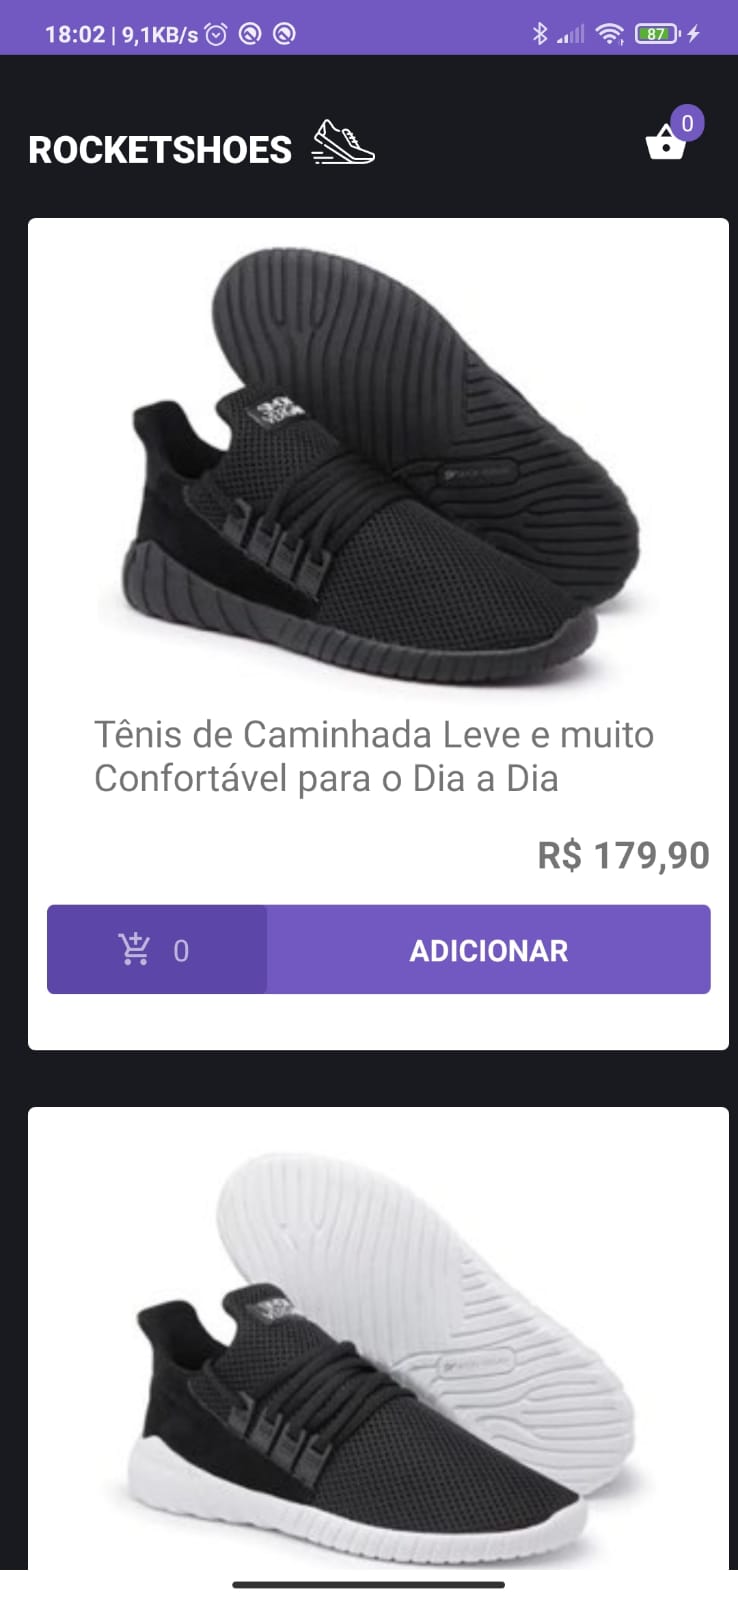 18:02 | 9,1KB/s
87
ROCKETSHOES
0
Tênis de Caminhada Leve e muito
Confortável para o Dia a Dia
R$ 179,90
0 ADICIONAR